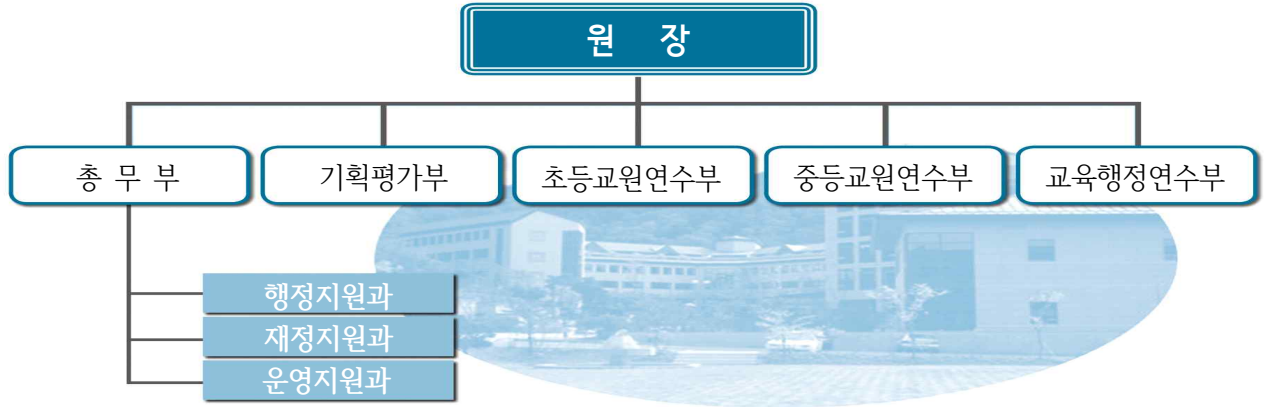 원 장
총 무 부
기획평가부
초등교원연수부
중등교원연수부
교육행정연수부
행정지원과
재정지원과
운영지원과